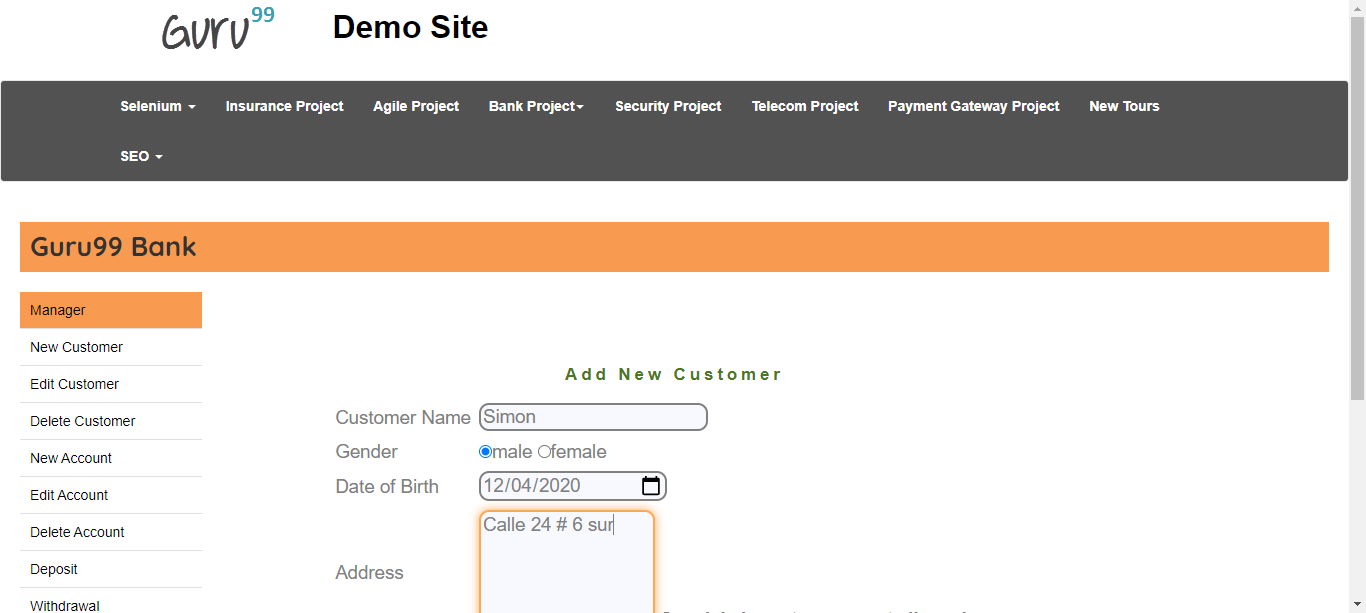 Guru99
Demo Site
Selenium
Insurance Project
Agile Project
Bank Project
Security Project
Telecom Project
Payment Gateway Project
New Tours
SEO
Guru99 Bank
Manager
New Customer
Edit Customer
Delete Customer
New Account
Edit Account
Delete Account
Deposit
Withdrawal
Add New Customer
Customer Name Simon
Gender male female
Date of Birth 12/04/2020
Address Calle 24 # 6 sur